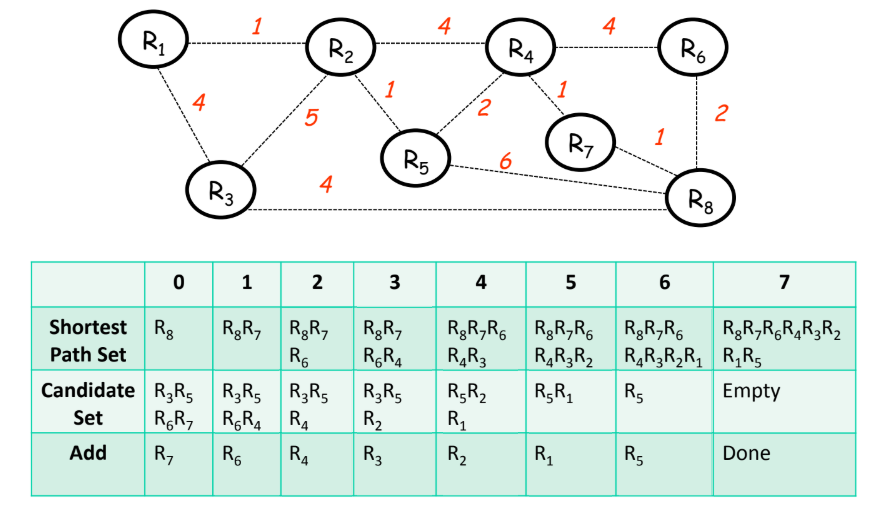 1
4
4
R₁
R₂
R₄
R₆
4
5
1
2
1
1
2
R₃
4
R₅
6
R₇
R₈
0 1 2 3 4 5 6 7
Shortest Path Set
R₈
R₈R₇
R₈R₇
R₆
R₈R₇
R₆R₄
R₈R₇R₆
R₄R₃
R₈R₇R₆
R₄R₃R₂
R₈R₇R₆
R₄R₃R₂R₁
R₈R₇R₆R₄R₃R₂
R₁R₅
Candidate Set
R₃R₅
R₆R₇
R₃R₅
R₆R₄
R₃R₅
R₄
R₃R₅
R₂
R₅R₂
R₁
R₅R₁
R₅
Empty
Add R₇ R₆ R₄ R₃ R₂ R₁ R₅ Done